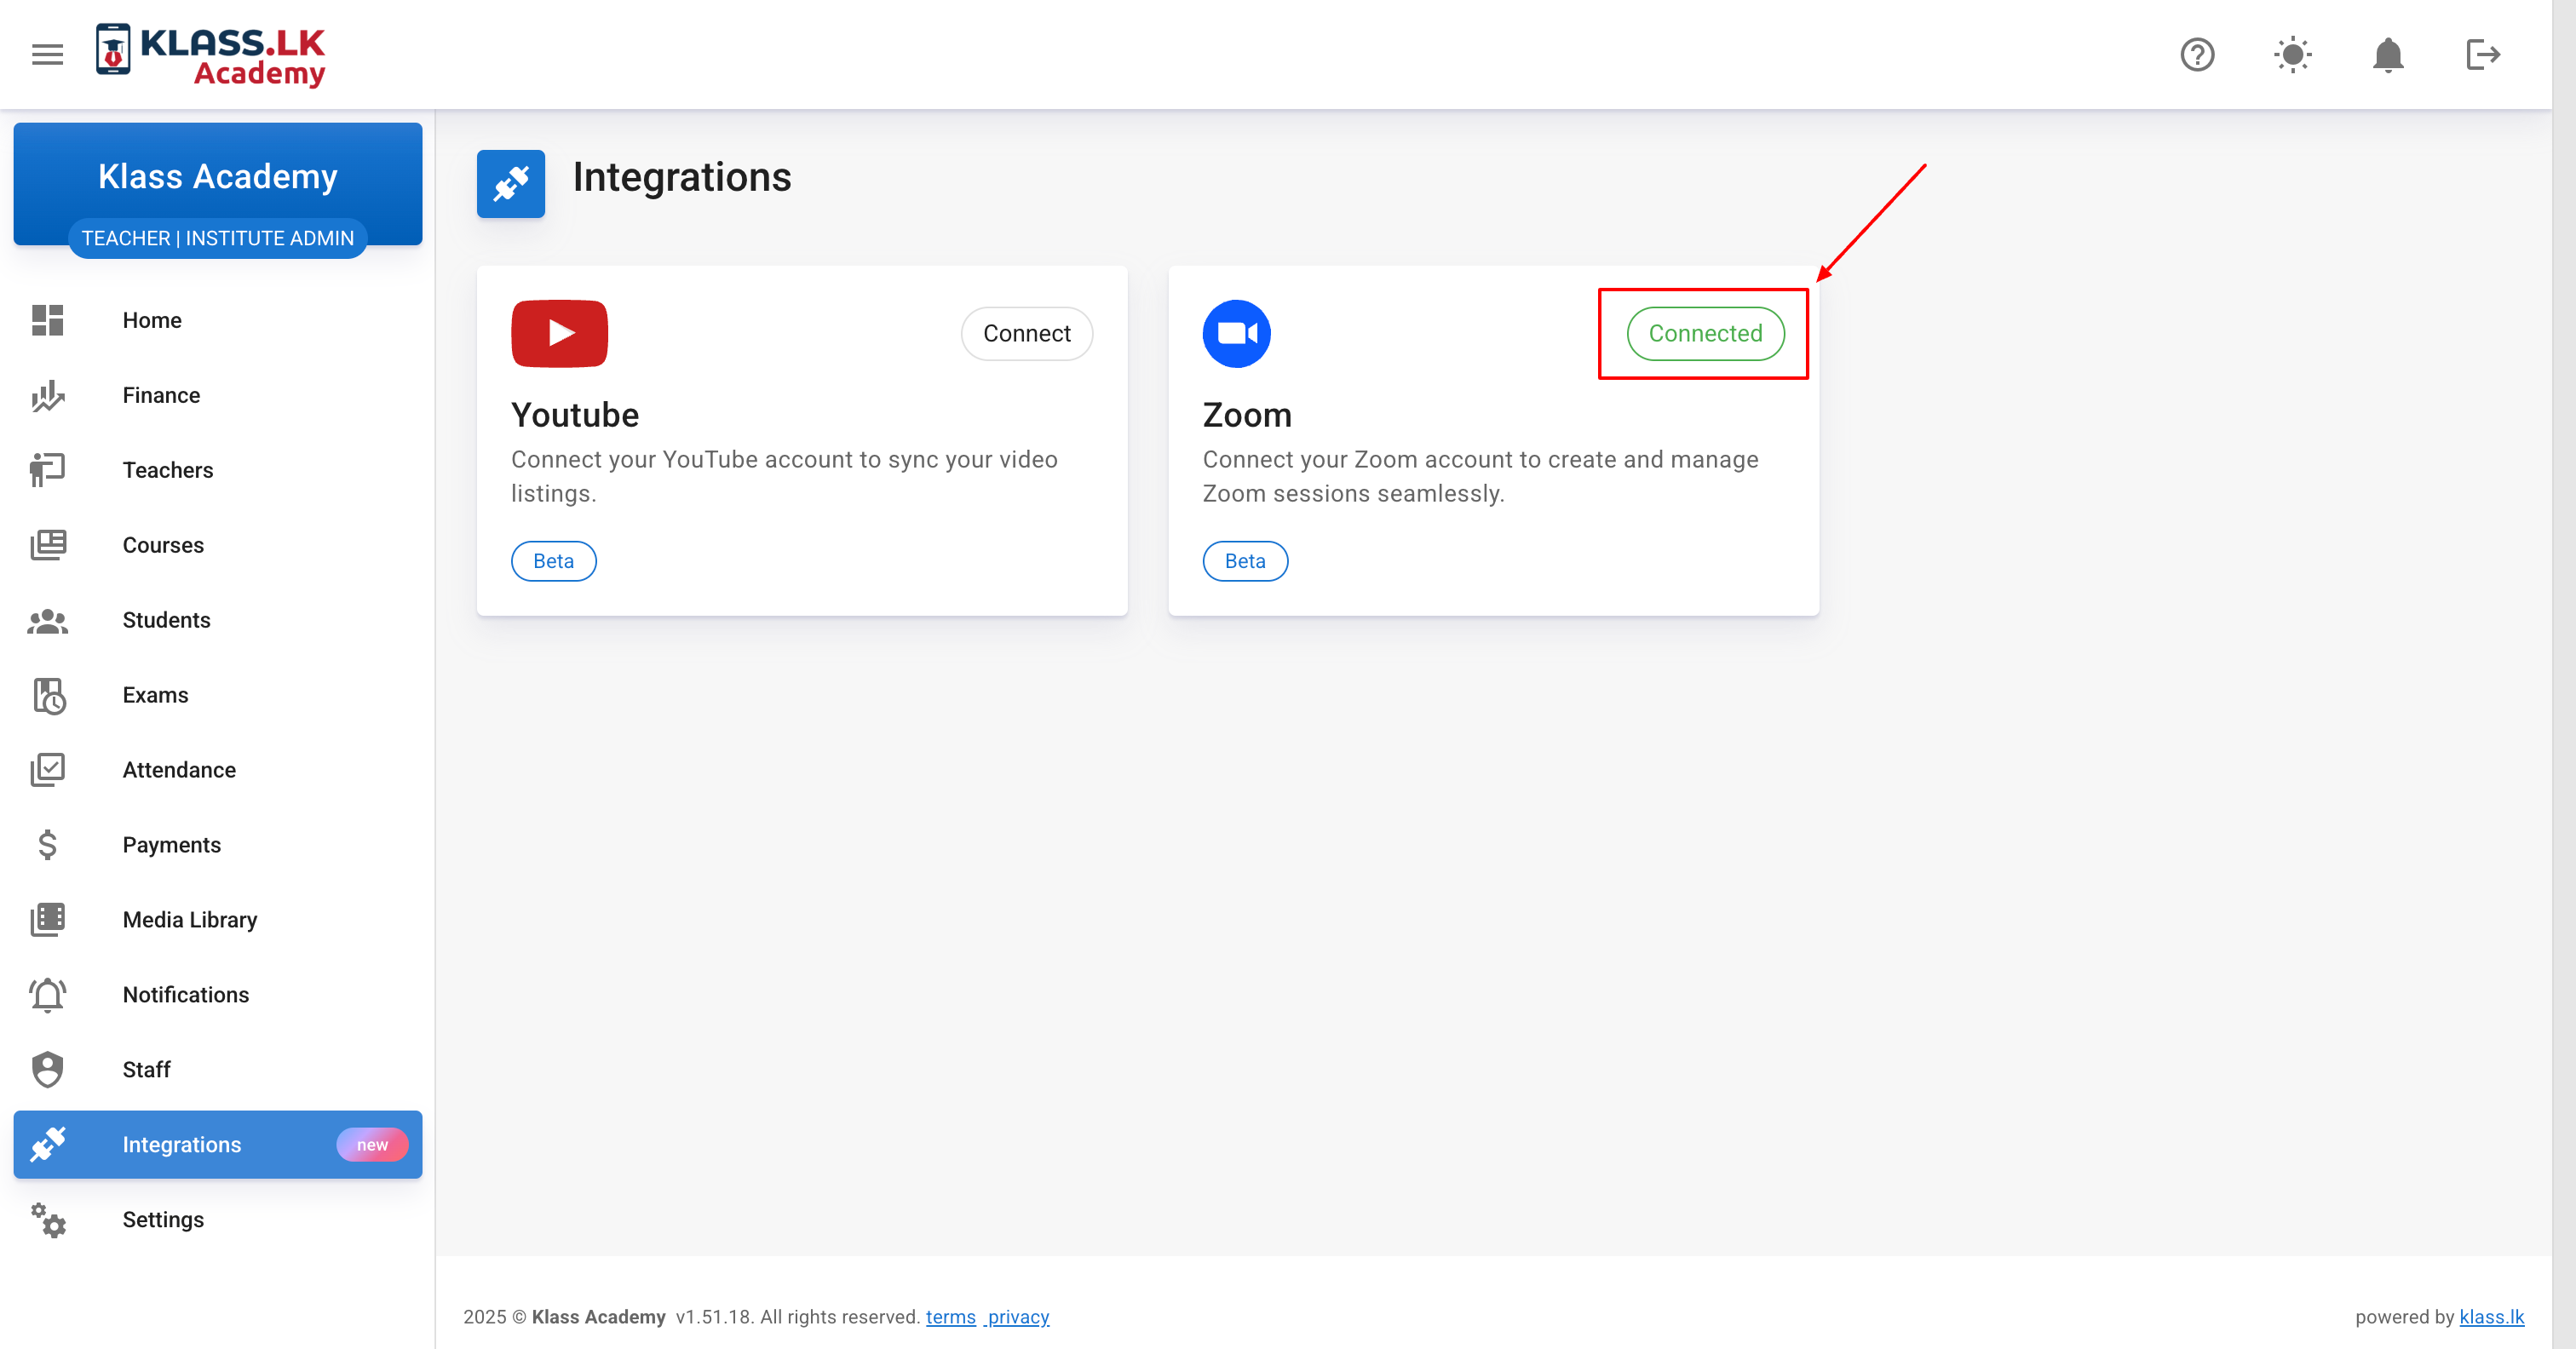 KLASS.LK
Academy
Klass Academy
TEACHER | INSTITUTE ADMIN
Home
Finance
Teachers
Courses
Students
Exams
Attendance
Payments
Media Library
Notifications
Staff
Integrations new
Settings
Integrations
Connect
Youtube
Connect your YouTube account to sync your video
listings.
Beta
Connected
Zoom
Connect your Zoom account to create and manage
Zoom sessions seamlessly.
Beta
2025 © Klass Academy v1.51.18. All rights reserved. terms privacy
powered by klass.lk